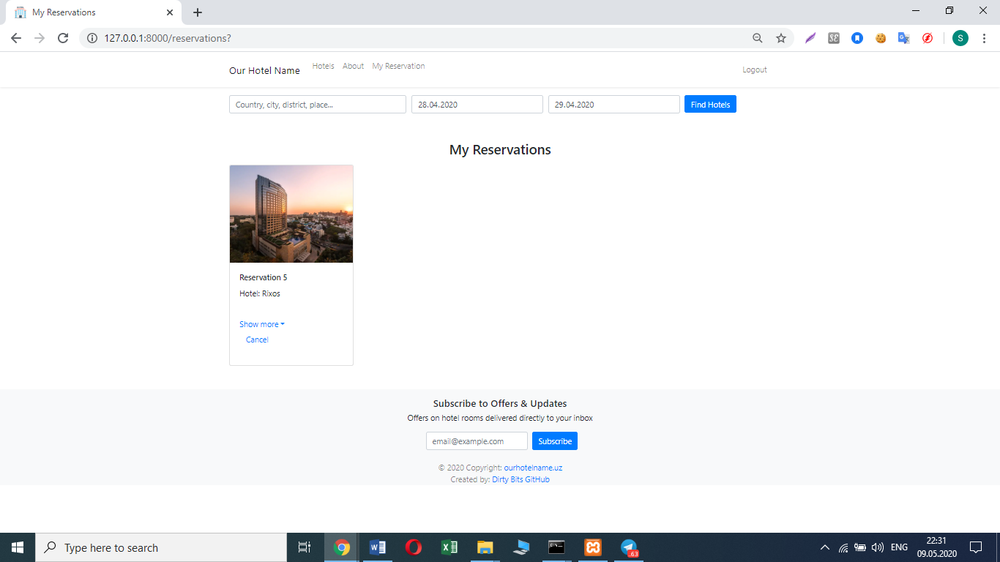 My Reservations
127.0.0.1:8000/reservations?
S
Our Hotel Name Hotels About My Reservation Logout
Country, city, district, place... 28.04.2020 29.04.2020 Find Hotels
My Reservations
Reservation 5
Hotel: Rixos
Show more
Cancel
Subscribe to Offers & Updates
Offers on hotel rooms delivered directly to your inbox
email@example.com Subscribe
© 2020 Copyright: ourhotelname.uz
Created by: Dirty Bits GitHub
Type here to search
.63
ENG
22:31
09.05.2020